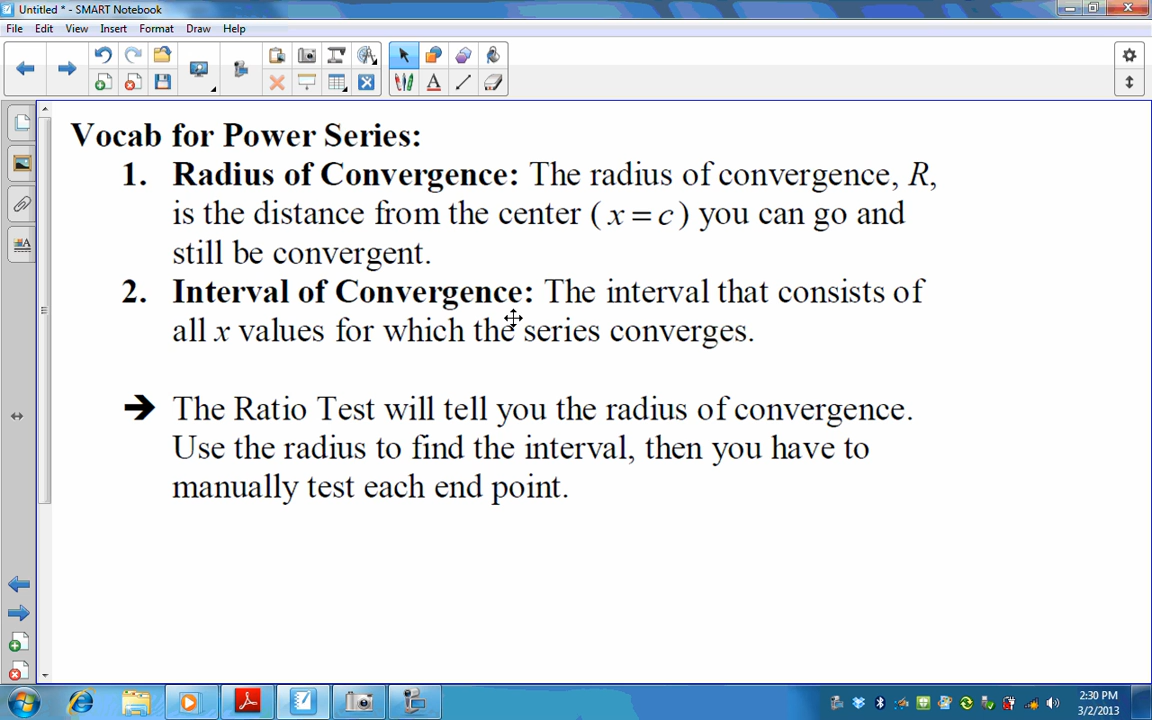 Untitled * - SMART Notebook
File Edit View Insert Format Draw Help
Vocab for Power Series:
1. Radius of Convergence: The radius of convergence, R,
is the distance from the center ( x = c ) you can go and
still be convergent.
2. Interval of Convergence: The interval that consists of
all x values for which the series converges.
➔ The Ratio Test will tell you the radius of convergence.
Use the radius to find the interval, then you have to
manually test each end point.
2:30 PM
3/2/2013